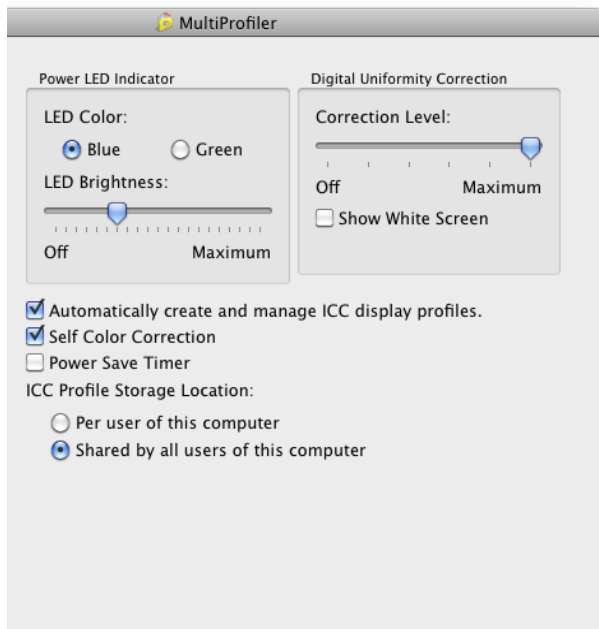 MultiProfiler
Power LED Indicator
LED Color:
Blue Green
LED Brightness:
Off Maximum
Digital Uniformity Correction
Correction Level:
Off Maximum
Show White Screen
Automatically create and manage ICC display profiles.
Self Color Correction
Power Save Timer
ICC Profile Storage Location:
Per user of this computer
Shared by all users of this computer